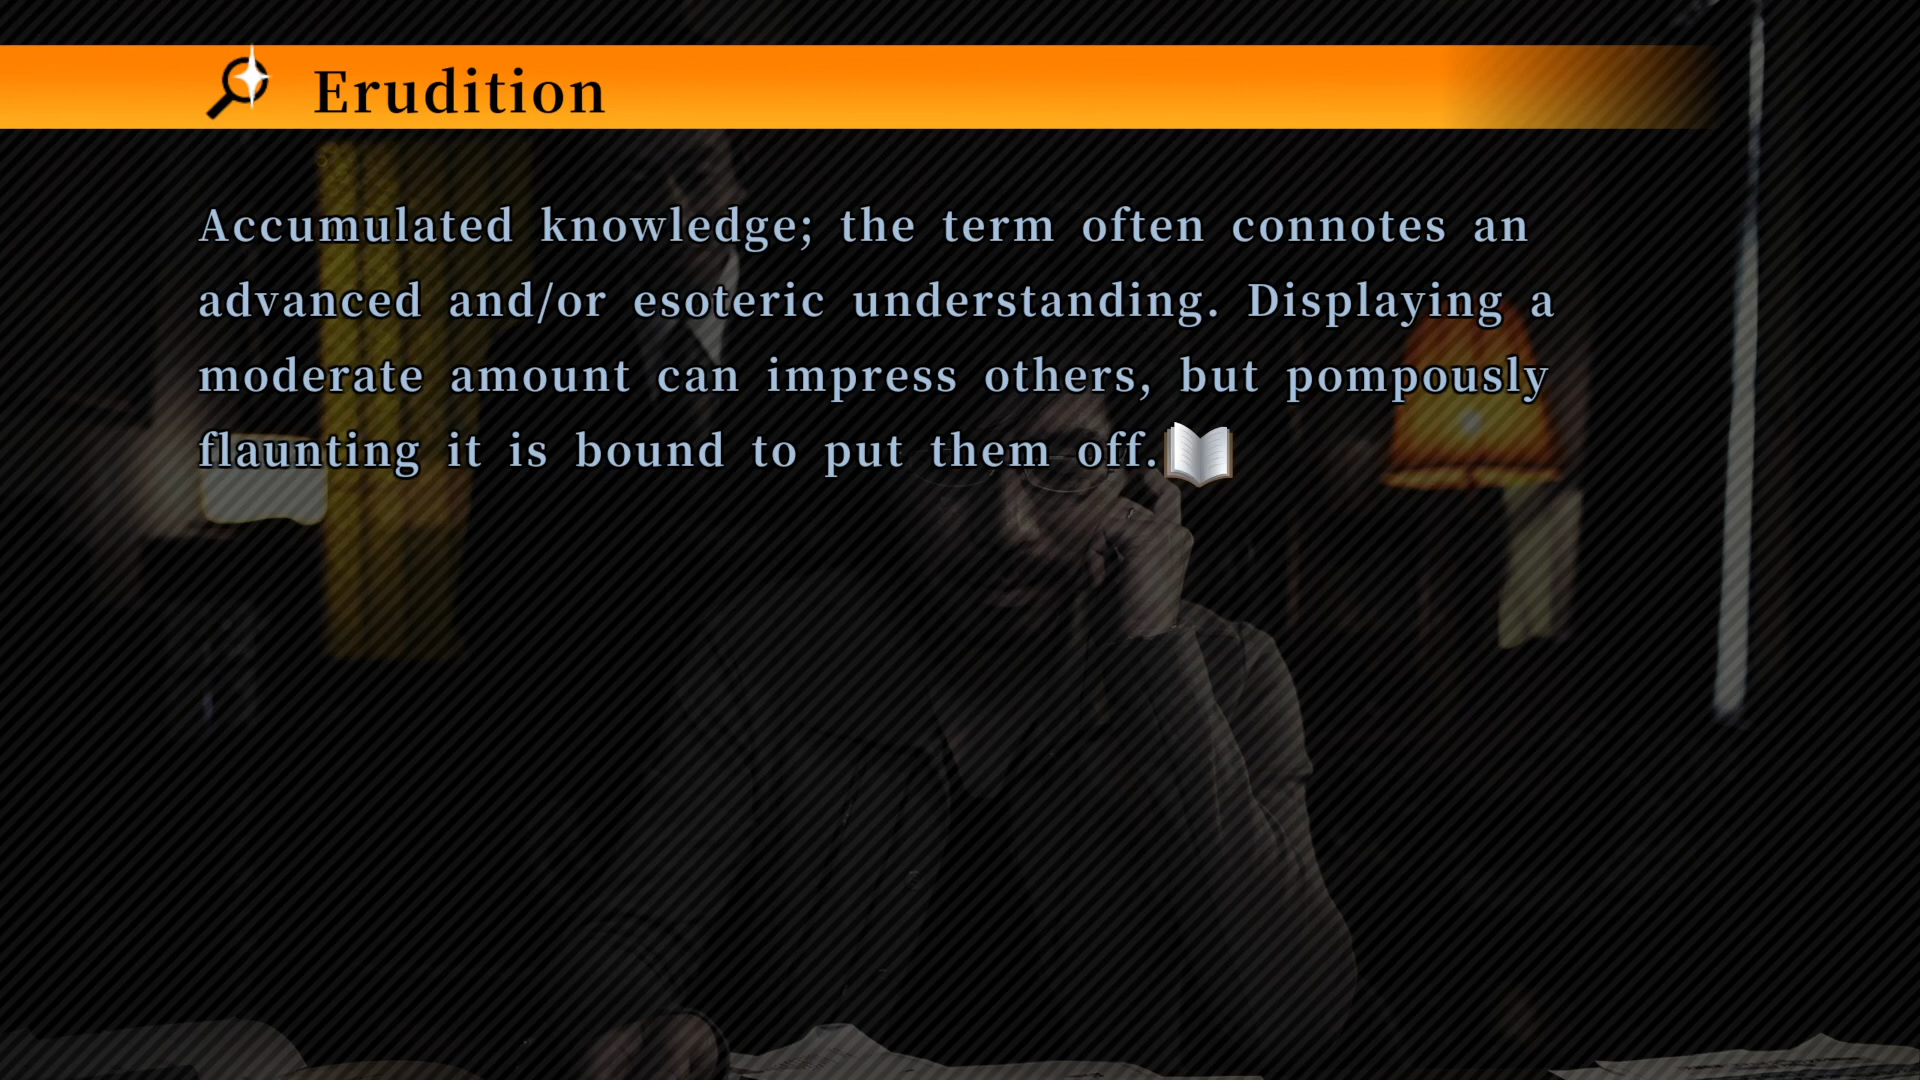 Erudition
Accumulated knowledge; the term often connotes an
advanced and/or esoteric understanding. Displaying a
moderate amount can impress others, but pompously
flaunting it is bound to put them off.